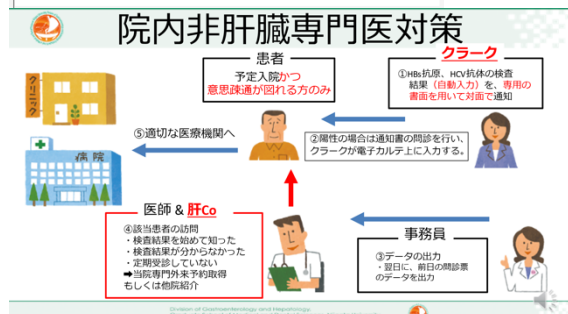 院内非肝臓専門医対策
患者
予定入院かつ
意思疎通が図れる方のみ
クラーク
①HBs抗原、HCV抗体の検査
結果（自動入力）を、専用の
書面を用いて対面で通知
クリニック
病院
⑤適切な医療機関へ
②陽性の場合は通知書の問診を行い、
クラークが電子カルテ上に入力する。
医師 & 肝Co
④該当患者の訪問
・検査結果を始めて知った
・検査結果が分からなかった
・定期受診していない
➡当院専門外来予約取得
もしくは他院紹介
事務員
③データの出力
・翌日に、前日の問診票
のデータを出力
Division of Gastroenterology and Hepatology,